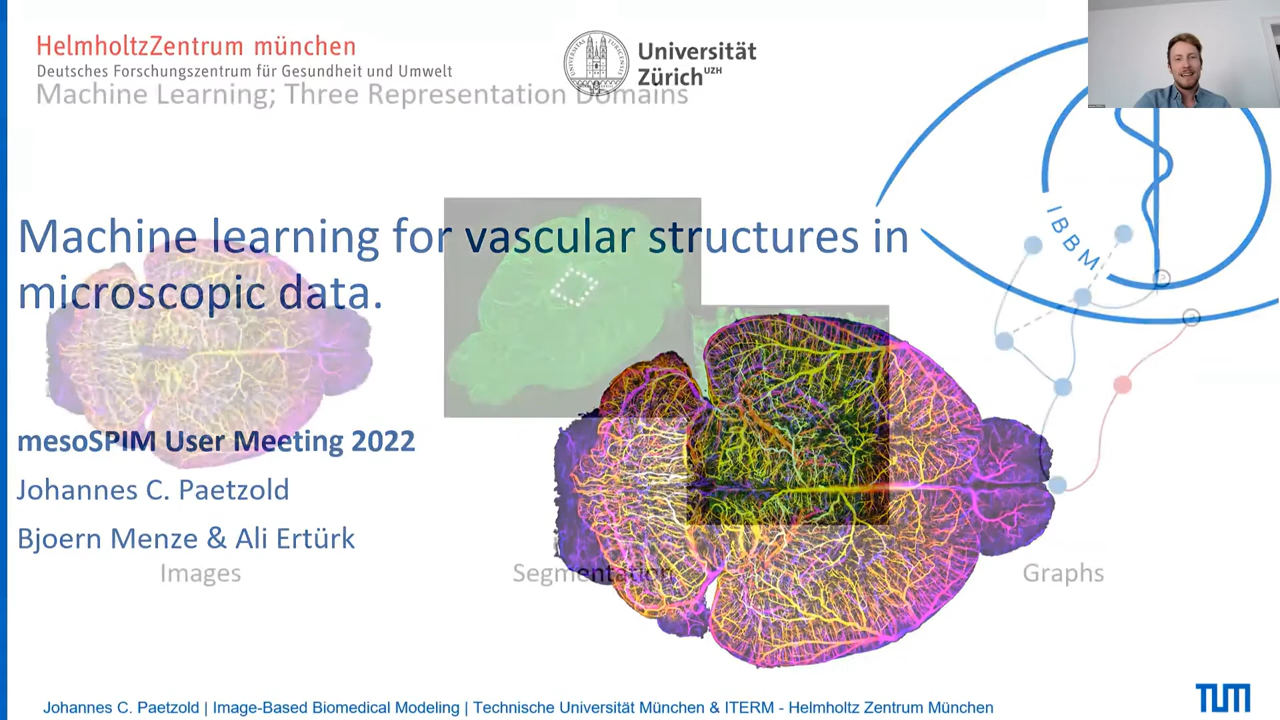 HelmholtzZentrum münchen
Deutsches Forschungszentrum für Gesundheit und Umwelt
Universität
Zürich UZH
Machine Learning; Three Representation Domains
IBBM
Machine learning for vascular structures in
microscopic data.
mesoSPIM User Meeting 2022
Johannes C. Paetzold
Bjoern Menze & Ali Ertürk
Images
Segmentation
Graphs
Johannes C. Paetzold | Image-Based Biomedical Modeling | Technische Universität München & ITERM - Helmholtz Zentrum München
TUM